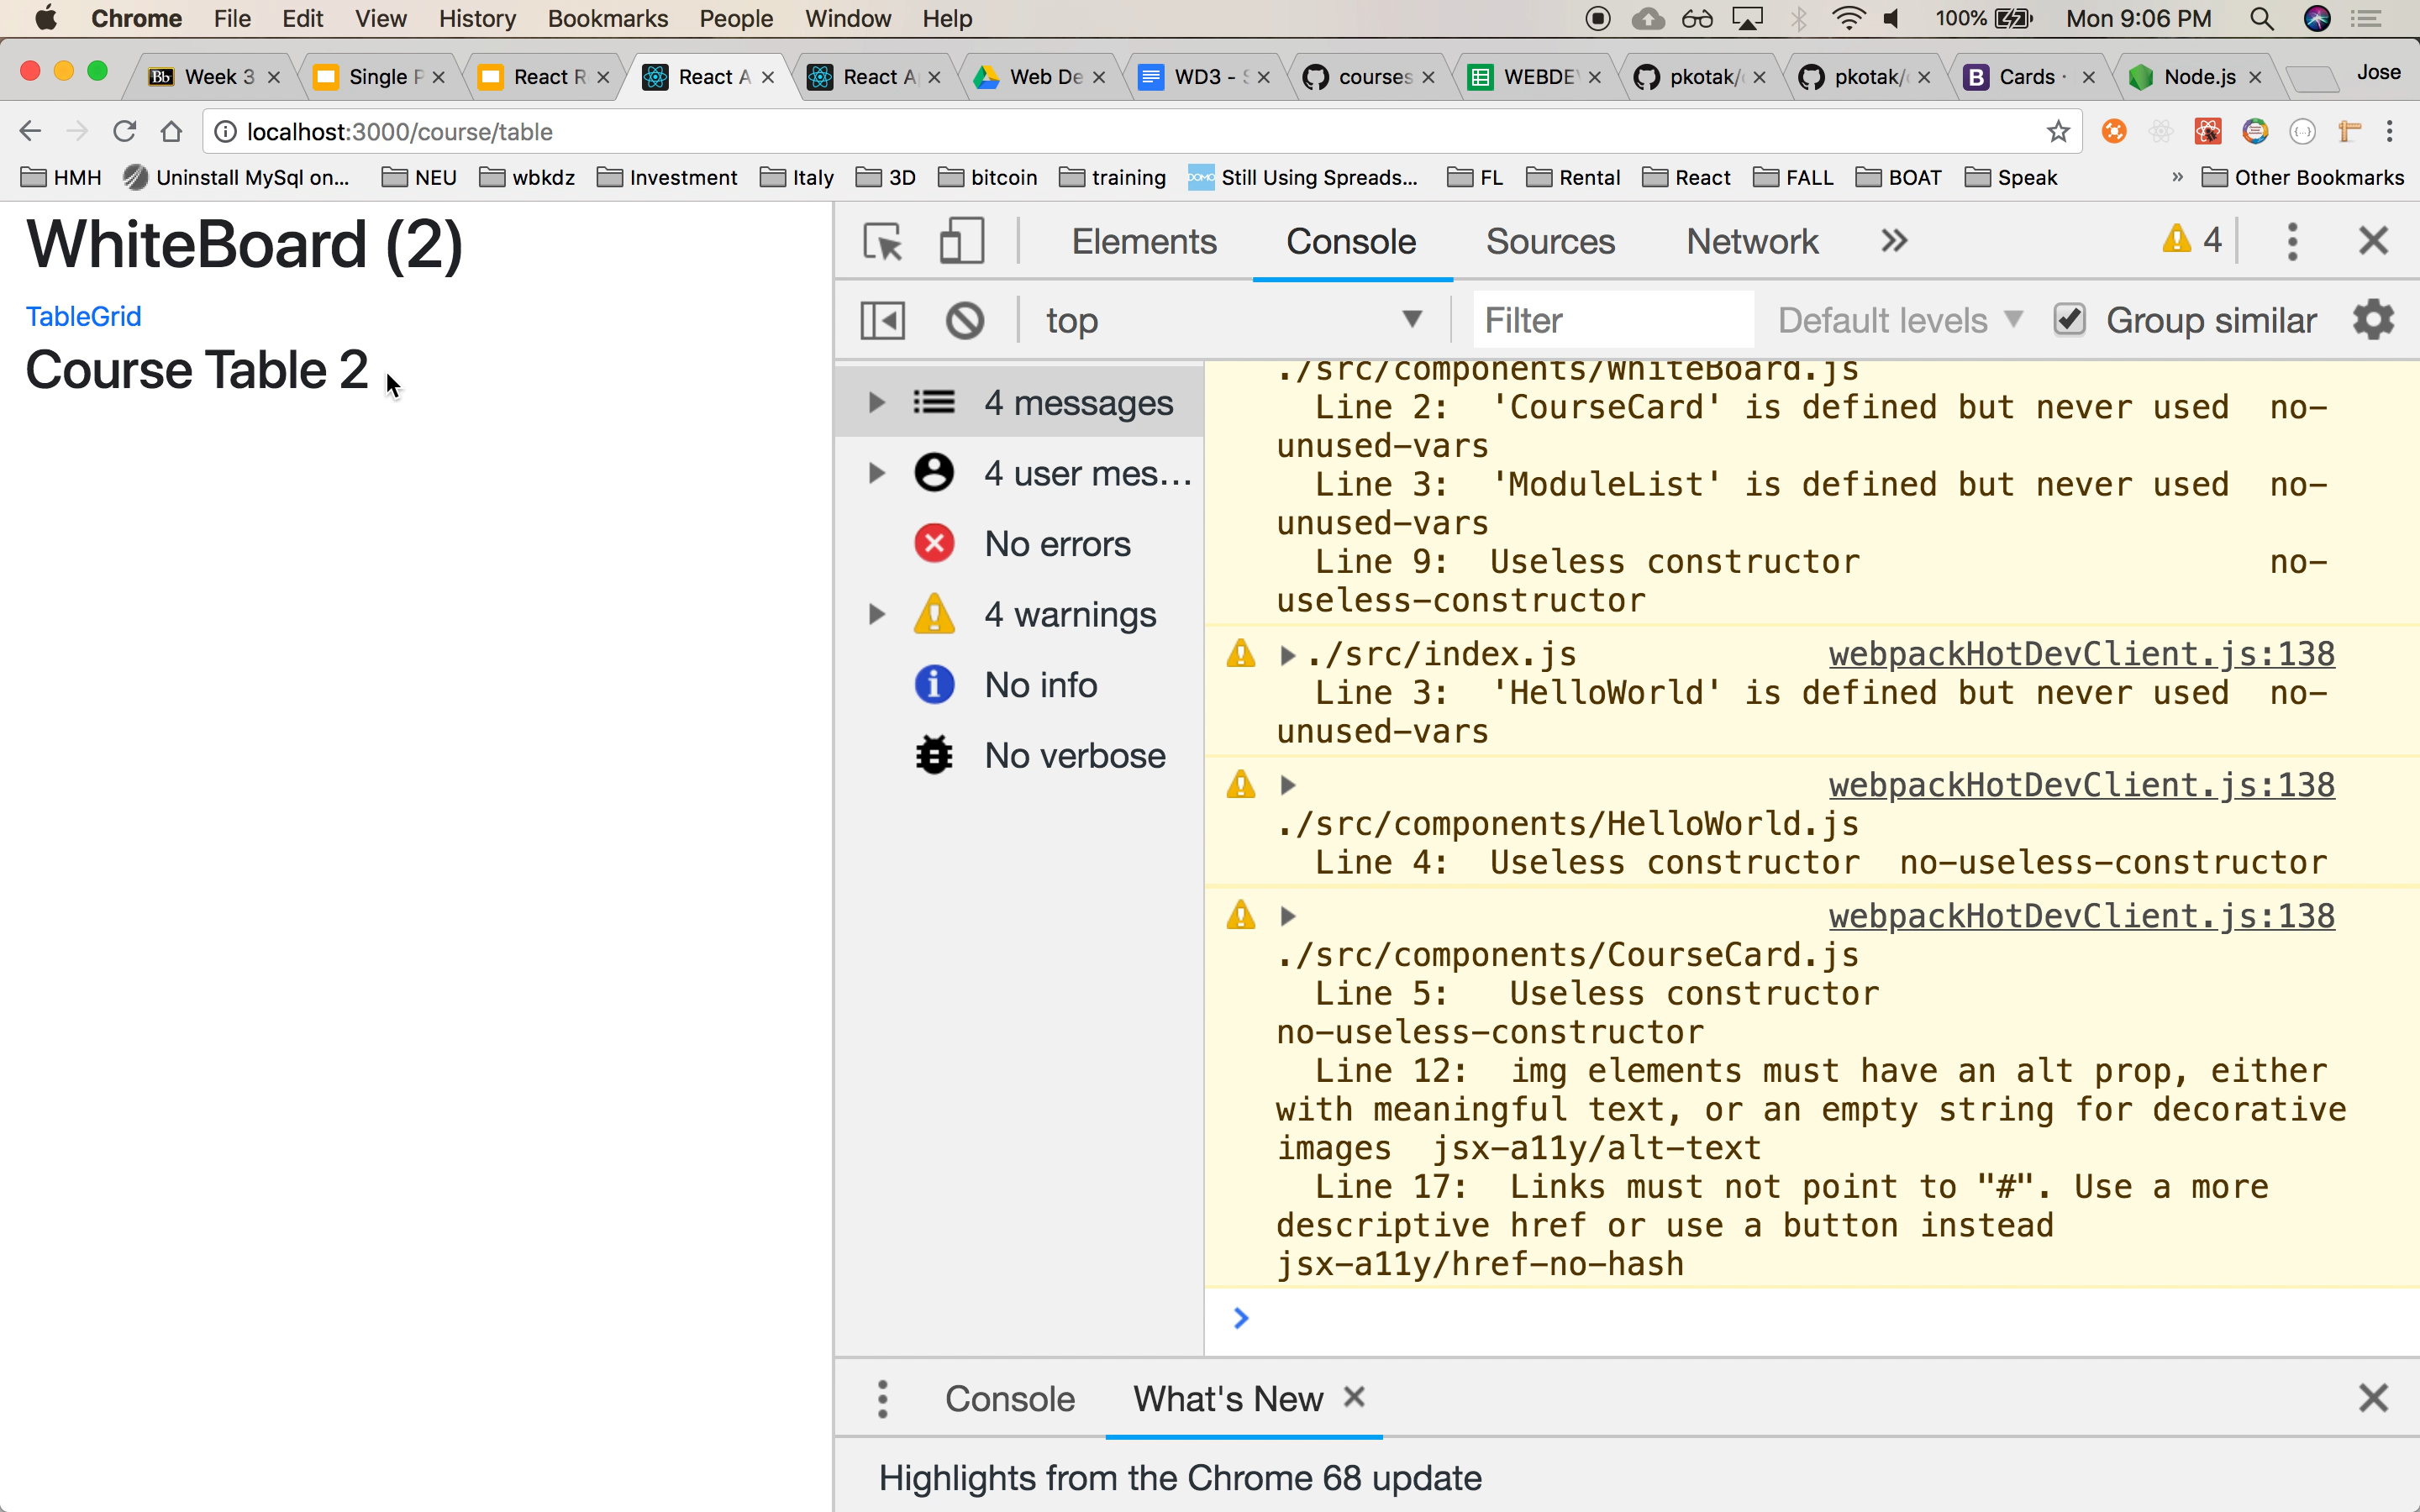 Chrome File Edit View History Bookmarks People Window Help 100% Mon 9:06 PM
Week 3 Single P React R React A React A Web De WD3 - S courses WEBDE pkotak/ pkotak/ Cards · Node.js Jose
localhost:3000/course/table
HMH Uninstall MySql on... NEU wbkdz Investment Italy 3D bitcoin training Still Using Spreads... FL Rental React FALL BOAT Speak » Other Bookmarks
WhiteBoard (2)
TableGrid
Course Table 2
Elements Console Sources Network » 4
top Filter Default levels Group similar
4 messages
4 user mes...
No errors
4 warnings
No info
No verbose
./src/components/WhiteBoard.js
Line 2: 'CourseCard' is defined but never used no-
unused-vars
Line 3: 'ModuleList' is defined but never used no-
unused-vars
Line 9: Useless constructor no-
useless-constructor
./src/index.js webpackHotDevClient.js:138
Line 3: 'HelloWorld' is defined but never used no-
unused-vars
webpackHotDevClient.js:138
./src/components/HelloWorld.js
Line 4: Useless constructor no-useless-constructor
webpackHotDevClient.js:138
./src/components/CourseCard.js
Line 5: Useless constructor
no-useless-constructor
Line 12: img elements must have an alt prop, either
with meaningful text, or an empty string for decorative
images jsx-a11y/alt-text
Line 17: Links must not point to "#". Use a more
descriptive href or use a button instead
jsx-a11y/href-no-hash
Console What's New
Highlights from the Chrome 68 update